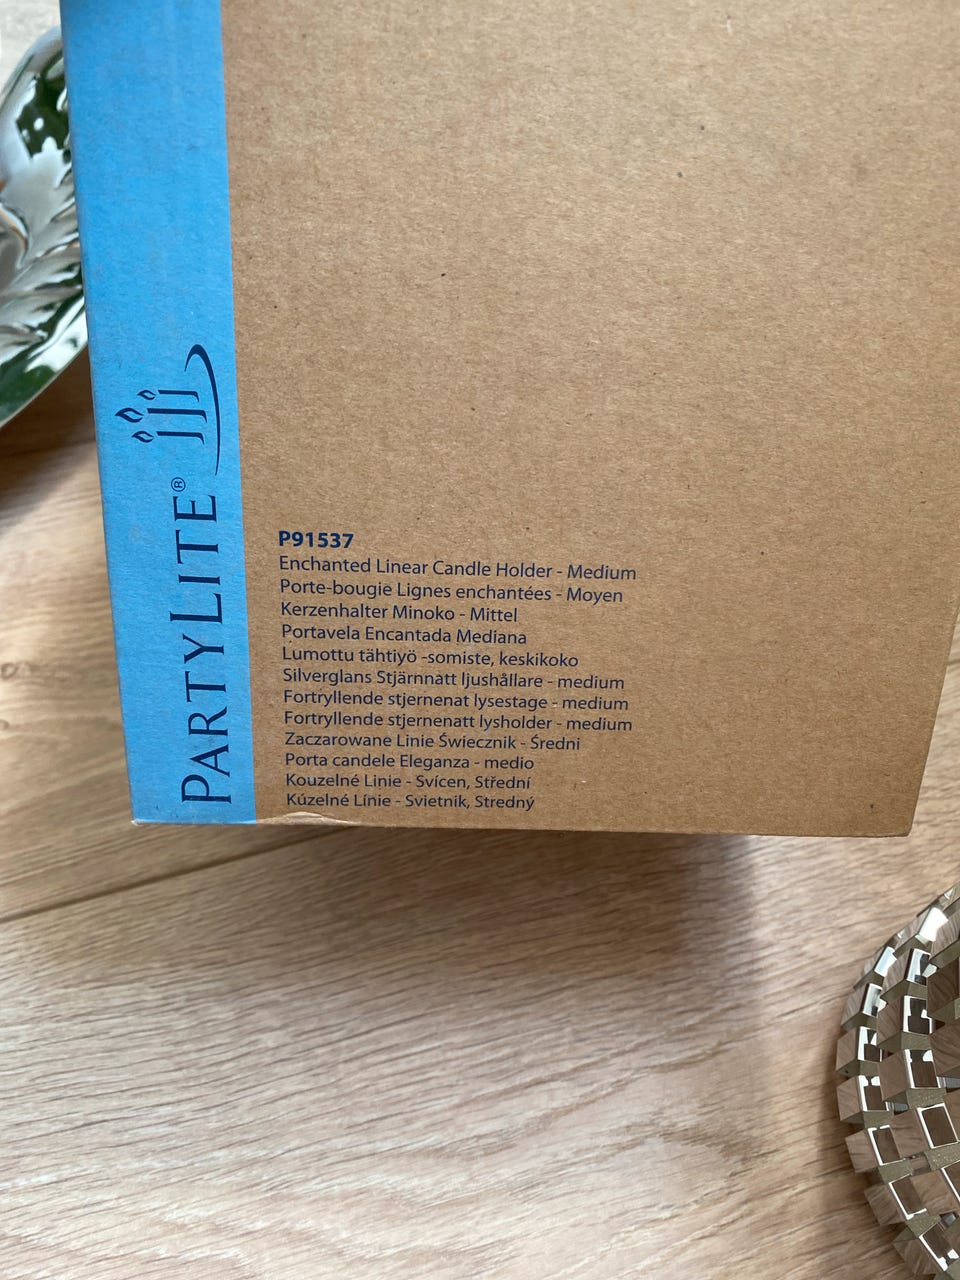 PARTYLITE®
P91537
Enchanted Linear Candle Holder - Medium
Porte-bougie Lignes enchantées - Moyen
Kerzenhalter Minoko - Mittel
Portavela Encantada Mediana
Lumottu tähtiyö -somiste, keskikoko
Silverglans Stjärnnatt ljushållare - medium
Fortryllende stjernenat lysestage - medium
Fortryllende stjernenatt lysholder - medium
Zaczarowane Linie Świecznik - Średni
Porta candele Eleganza - medio
Kouzelné Linie - Svícen, Střední
Kúzelné Línie - Svietnik, Stredný